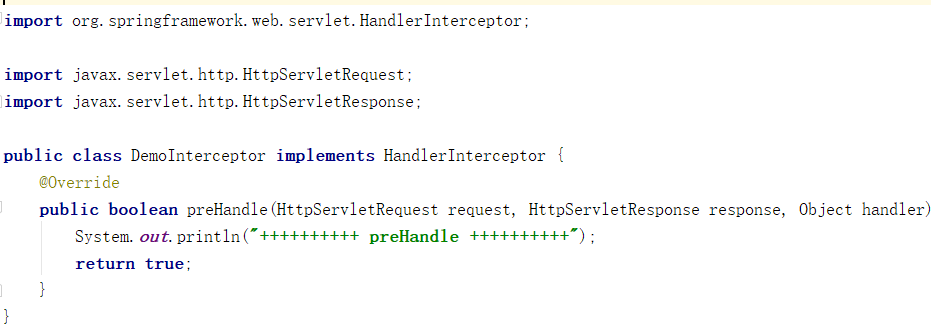 import org.springframework.web.servlet.HandlerInterceptor;
import javax.servlet.http.HttpServletRequest;
import javax.servlet.http.HttpServletResponse;
public class DemoInterceptor implements HandlerInterceptor {
@Override
public boolean preHandle(HttpServletRequest request, HttpServletResponse response, Object handler)
System.out.println("++++++++++ preHandle ++++++++++");
return true;
}
}